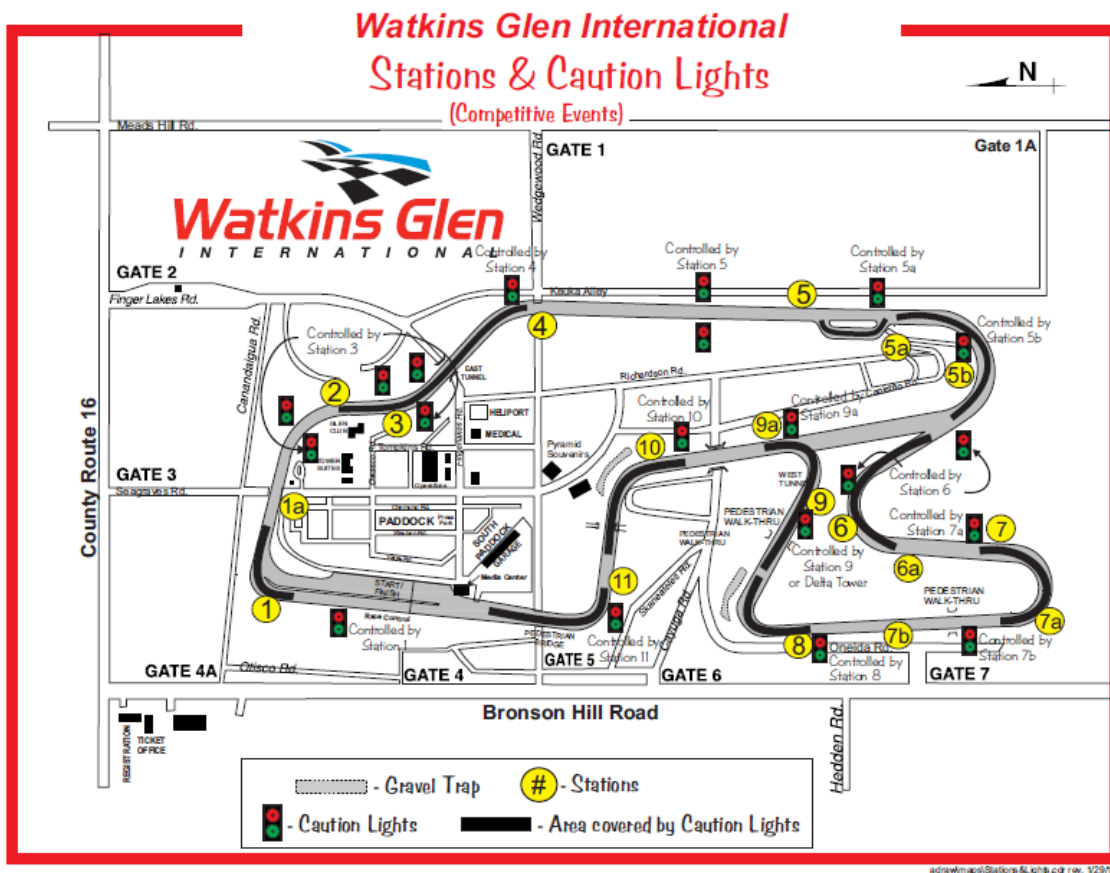 Watkins Glen International
Stations & Caution Lights
(Competitive Events)
N
Meads Hill Rd.
Wedgewood Rd
GATE 1
Gate 1A
Watkins Glen
INTERNATIONAL
Controlled by
Station 4
Controlled by
Station 5
Controlled by
Station 5a
GATE 2
Finger Lakes Rd.
Keuka Alley
5
4
Controlled by
Station 3
Canandaigua Rd.
Controlled by
Station 5b
5a
5b
EAST
TUNNEL
Richardson Rd.
2
3
County Route 16
HELIPORT
MEDICAL
GLEN
CLUB
Controlled by
Station 10
Controlled by
Station 9a
9a
10
Pyramid
Souvenirs
GATE 3
Seagraves Rd.
Operations
WEST
TUNNEL
Controlled by
Station 6
1a
9
6
PADDOCK
SOUTH
PADDOCK
GARAGE
PEDESTRIAN
WALK-THRU
PEDESTRIAN
WALK-THRU
Controlled by
Station 7a
7
Controlled by
Station 9
or Delta Tower
6a
Media Center
START/
FINISH
Skaneateles Rd.
Cayuga Rd.
PEDESTRIAN
WALK-THRU
11
1
Race Control
Controlled by
Station 1
7a
7b
8
PEDESTRIAN
BRIDGE
Controlled by
Station 11
Oneida Rd.
Controlled by
Station 8
Controlled by
Station 7b
Otisco Rd.
GATE 4A
GATE 4
GATE 5
GATE 6
GATE 7
Bronson Hill Road
Hedden Rd.
REGISTRATION
TICKET
OFFICE
- Gravel Trap
# - Stations
- Caution Lights
- Area covered by Caution Lights